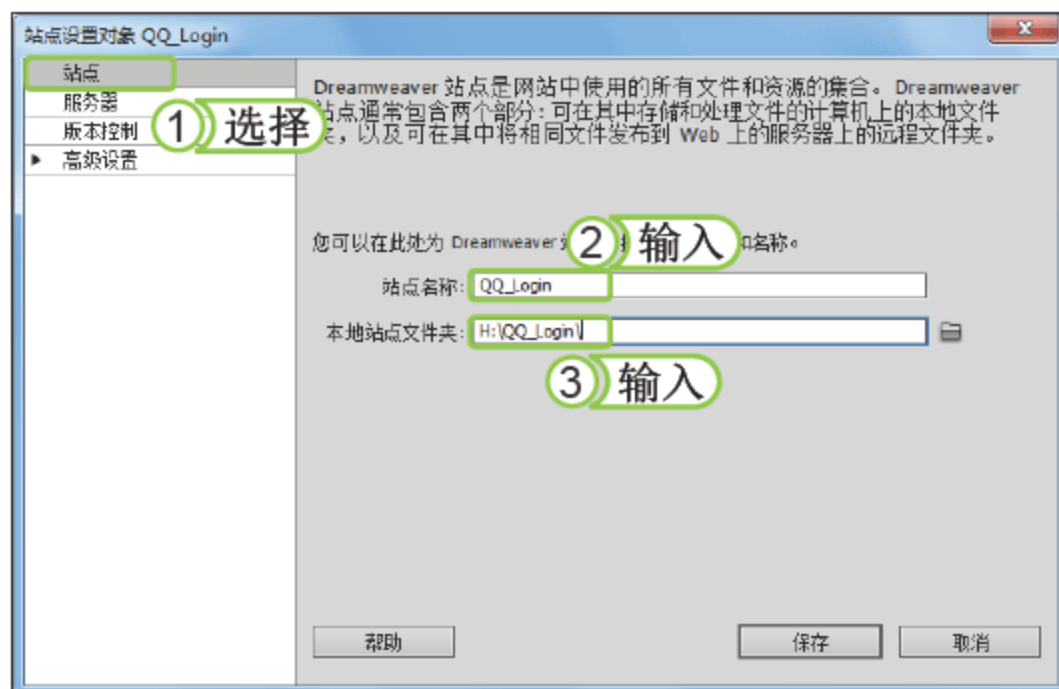 站点设置对象 QQ_Login
站点
服务器
版本控制
高级设置
① 选择
Dreamweaver 站点是网站中使用的所有文件和资源的集合。Dreamweaver
站点通常包含两个部分:可在其中存储和处理文件的计算机上的本地文件
夹,以及可在其中将相同文件发布到 Web 上的服务器上的远程文件夹。
您可以在此处为 Dreamweaver 和名称。
② 输入
站点名称: QQ_Login
本地站点文件夹: H:\QQ_Login\
③ 输入
帮助
保存
取消